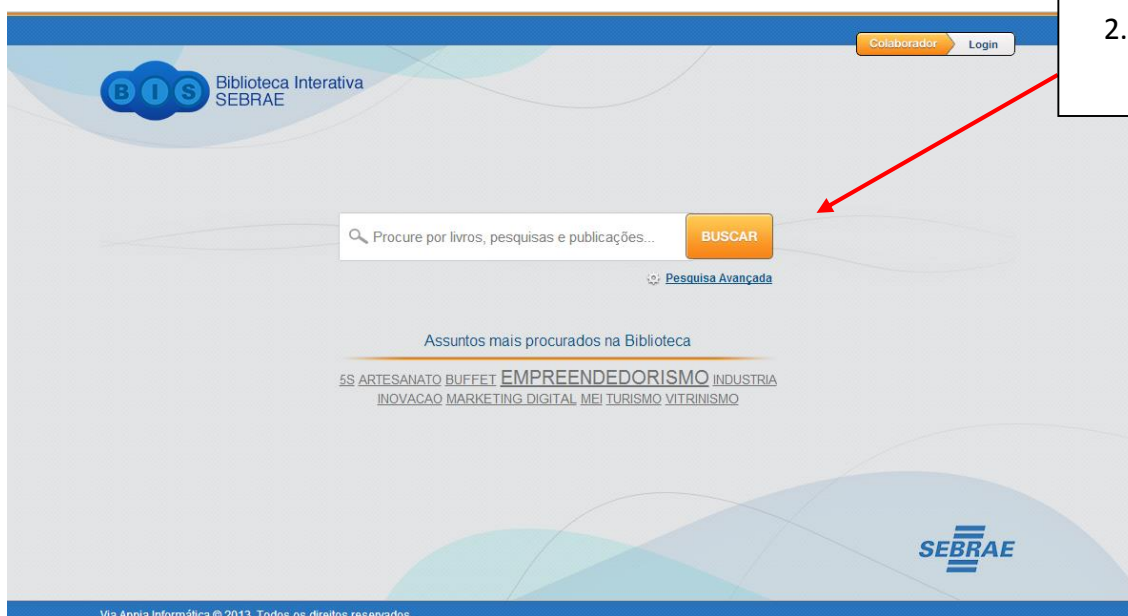 2.
Colaborador Login
BIS Biblioteca Interativa
SEBRAE
Procure por livros, pesquisas e publicações... BUSCAR
Pesquisa Avançada
Assuntos mais procurados na Biblioteca
5S ARTESANATO BUFFET EMPREENDEDORISMO INDUSTRIA
INOVACAO MARKETING DIGITAL MEI TURISMO VITRINISMO
SEBRAE
Via Appia Informática © 2013. Todos os direitos reservados